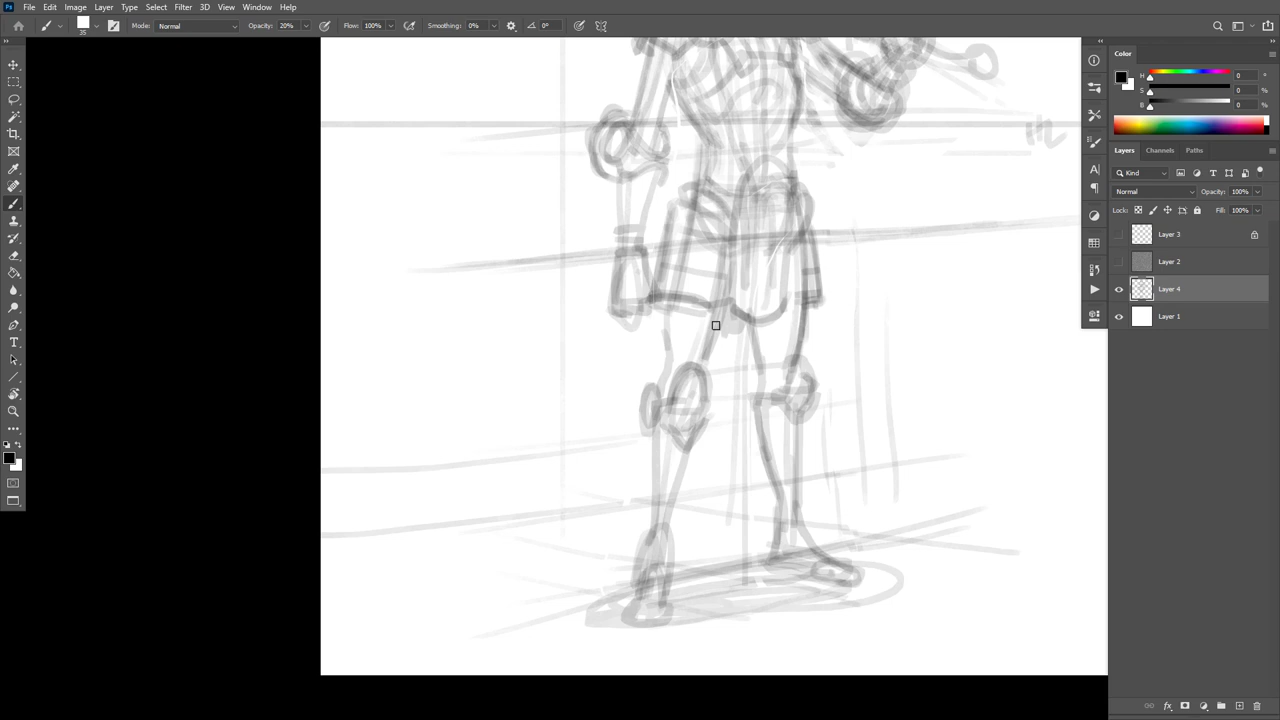 Ps File Edit Image Layer Type Select Filter 3D View Window Help
35 Mode: Normal Opacity: 20% Flow: 100% Smoothing: 0% 0°
Color
H 0 °
S 0 %
B 0 %
Layers Channels Paths
Kind
Normal Opacity: 100%
Lock: Fill: 100%
Layer 3
Layer 2
Layer 4
Layer 1